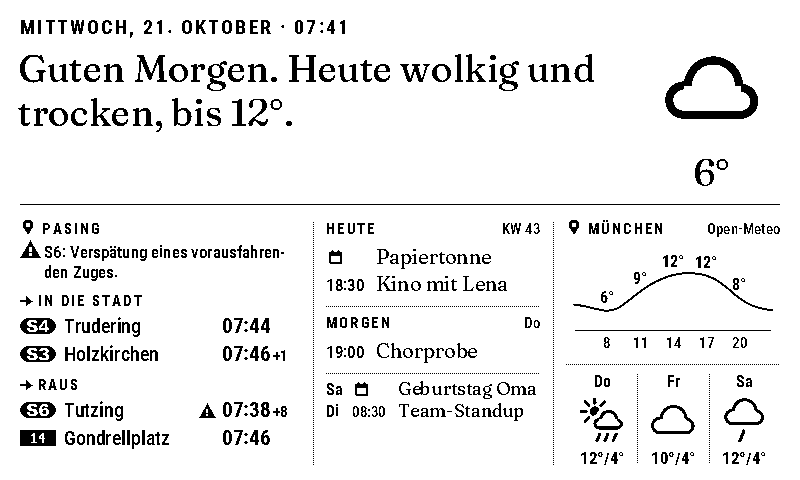 MITTWOCH, 21. OKTOBER · 07:41
Guten Morgen. Heute wolkig und
trocken, bis 12°.
6°
PASING
S6: Verspätung eines vorausfahren-
den Zuges.
→ IN DIE STADT
S4 Trudering 07:44
S3 Holzkirchen 07:46 +1
→ RAUS
S6 Tutzing 07:38 +8
14 Gondrellplatz 07:46
HEUTE KW 43
Papiertonne
18:30 Kino mit Lena
MORGEN Do
19:00 Chorprobe
Sa Geburtstag Oma
Di 08:30 Team-Standup
MÜNCHEN Open-Meteo
6° 9° 12° 12° 8°
8 11 14 17 20
Do Fr Sa
12°/4° 10°/4° 12°/4°